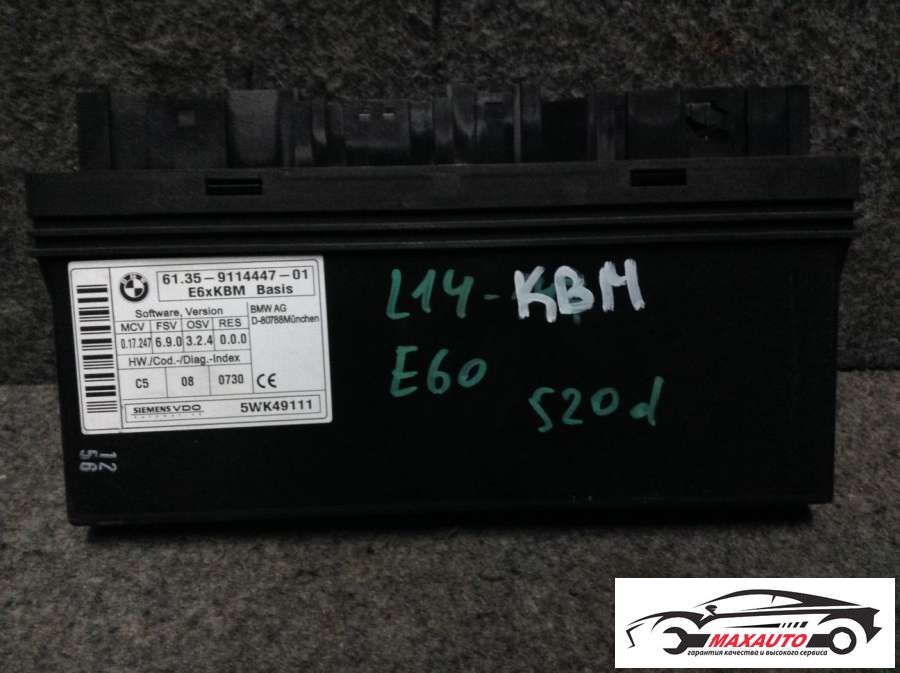 61.35-9114447-01
E6xKBM Basis
Software, Version
MCV FSV OSV RES
0.17.247 6.9.0 3.2.4 0.0.0
BMW AG
D-80788München
HW./Cod.-/Diag.-Index
C5 08 0730 CE
SIEMENS VDO
AUTOMOTIVE
5WK49111
12
56
L14-KBM
E60
520d
MAXAUTO
гарантия качества и высокого сервиса